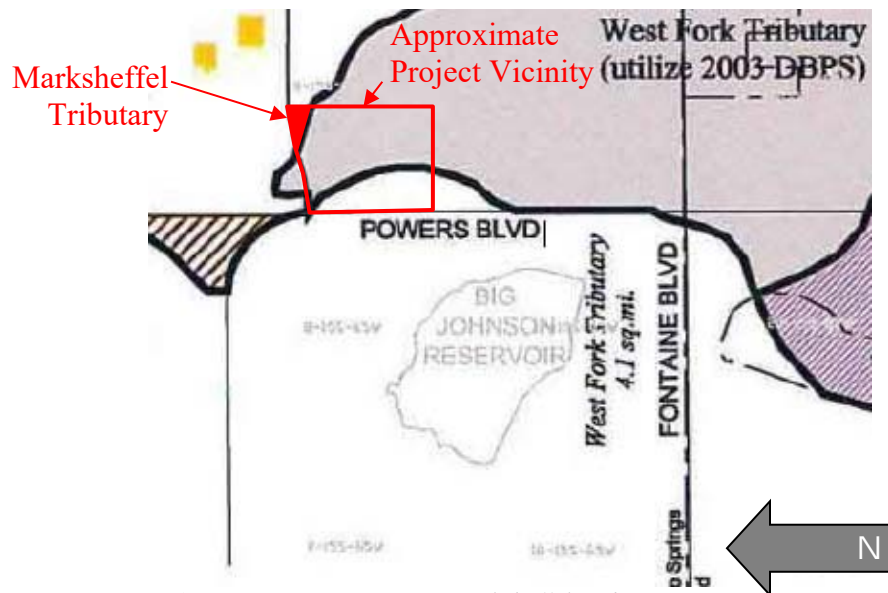 Approximate
Project Vicinity
West Fork Tributary
(utilize 2003 DBPS)
Marksheffel
Tributary
POWERS BLVD
BIG
JOHNSON
RESERVOIR
West Fork Tributary
4.1 sq.mi.
FONTAINE BLVD
Springs
N